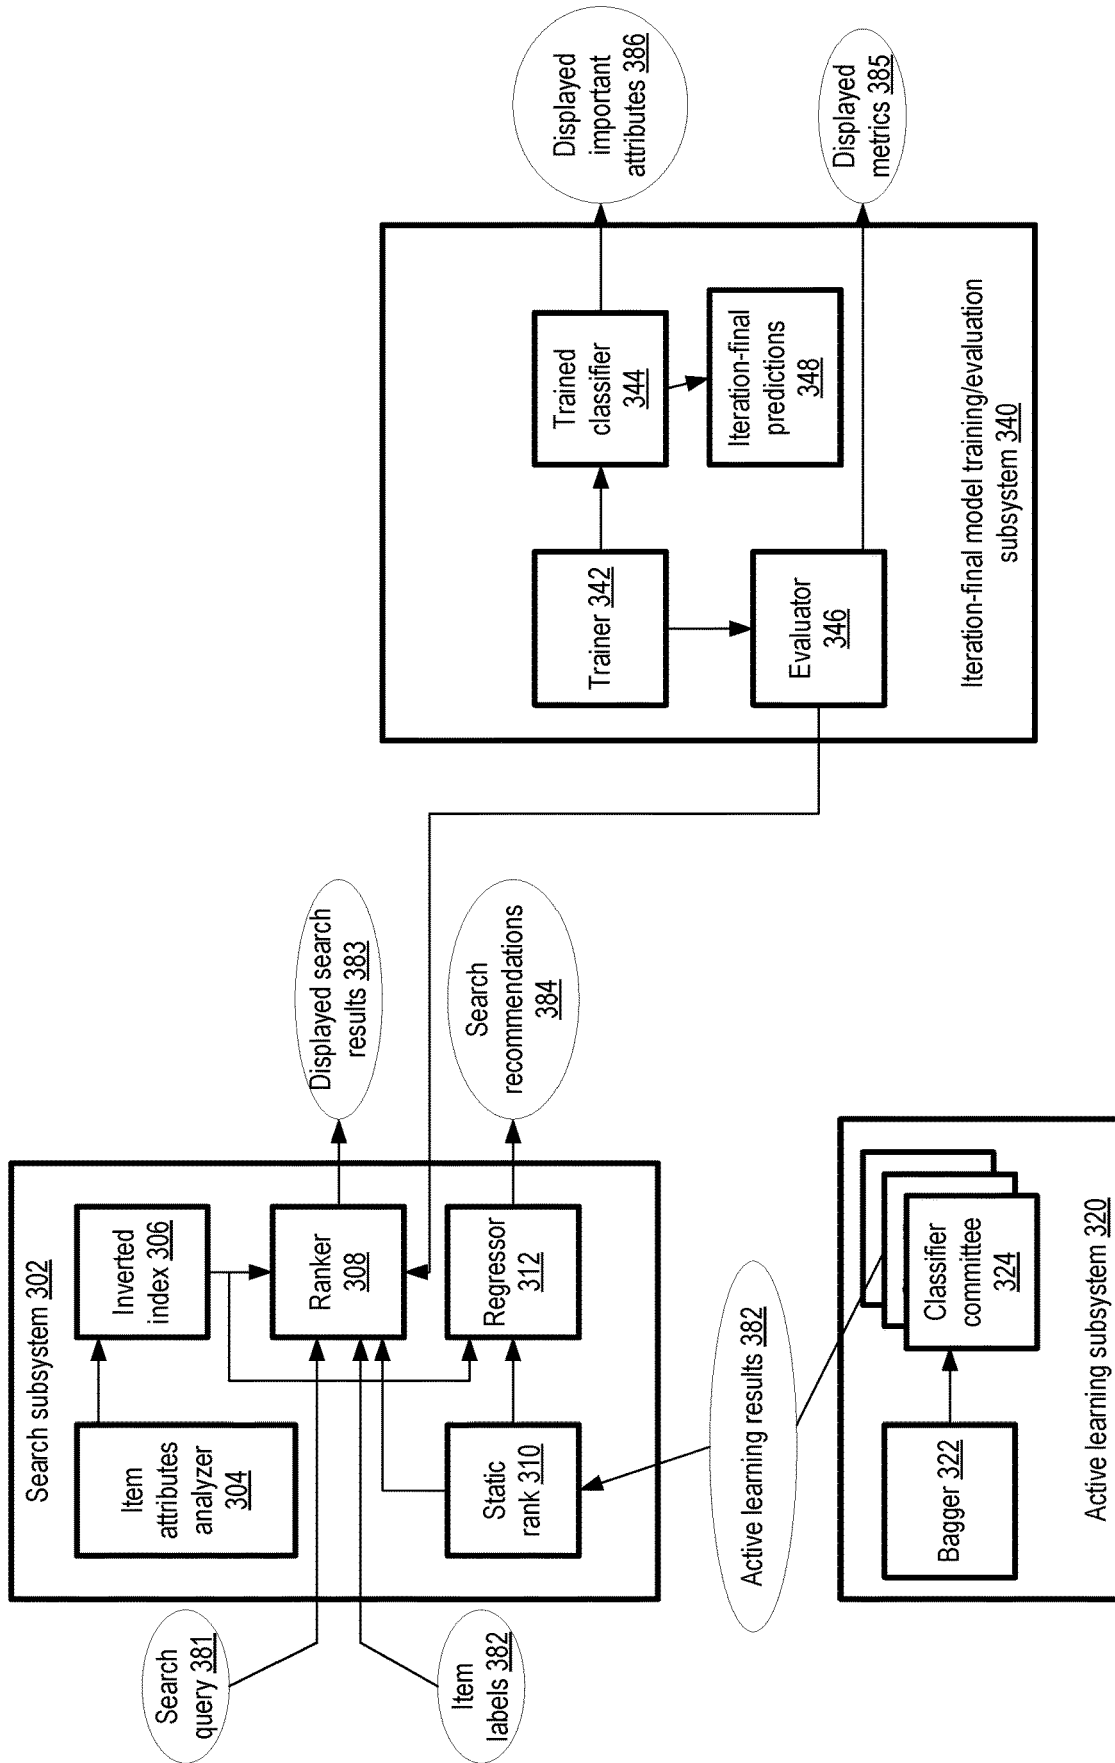 Search subsystem 302
Item
attributes
analyzer
304
Inverted
index 306
Search
query 381
Ranker
308
Displayed search
results 383
Item
labels 382
Static
rank 310
Regressor
312
Search
recommendations
384
Active learning results 382
Bagger 322
Classifier
committee
324
Active learning subsystem 320
Trainer 342
Trained
classifier
344
Displayed
important
attributes 386
Iteration-final
predictions
348
Evaluator
346
Displayed
metrics 385
Iteration-final model training/evaluation
subsystem 340